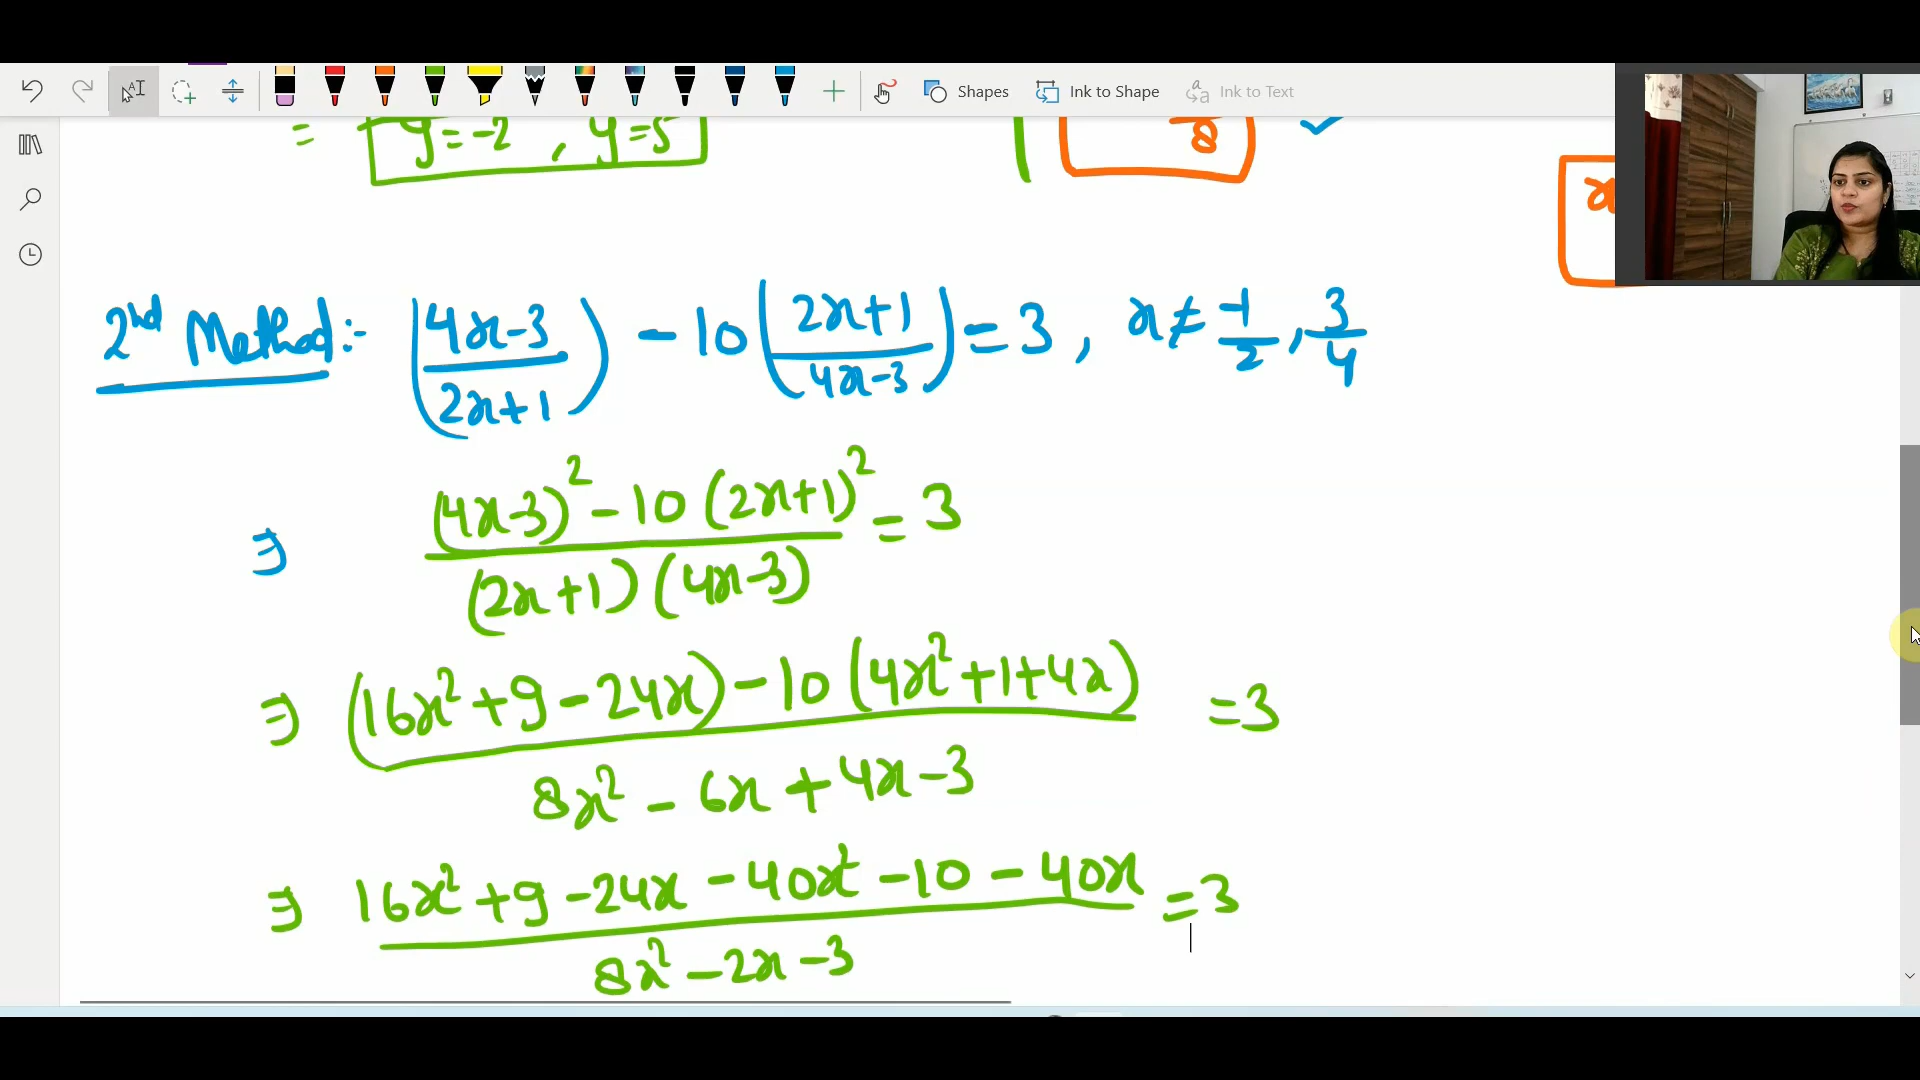 Shapes Ink to Shape Ink to Text
= y=-2 , y=5
8
x
2nd Method:- (4x-3/2x+1) - 10(2x+1/4x-3) = 3, x ≠ -1/2, 3/4
⇒ (4x-3)² - 10(2x+1)² / (2x+1)(4x-3) = 3
⇒ (16x²+9-24x) - 10(4x²+1+4x) / 8x² - 6x + 4x - 3 = 3
⇒ 16x²+9-24x-40x²-10-40x / 8x²-2x-3 = 3